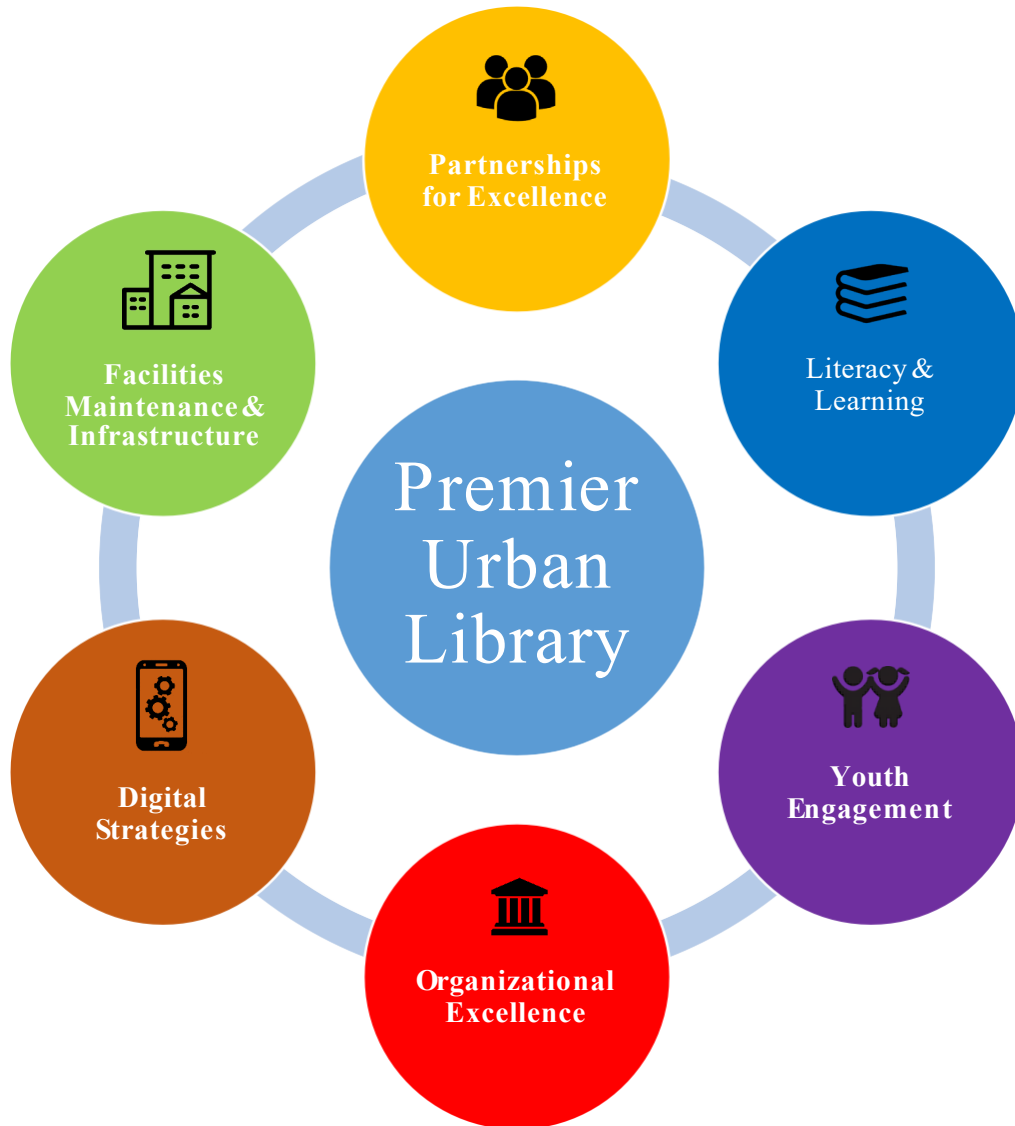 Partnerships
for Excellence
Literacy &
Learning
Youth
Engagement
Organizational
Excellence
Digital
Strategies
Facilities
Maintenance &
Infrastructure
Premier
Urban
Library